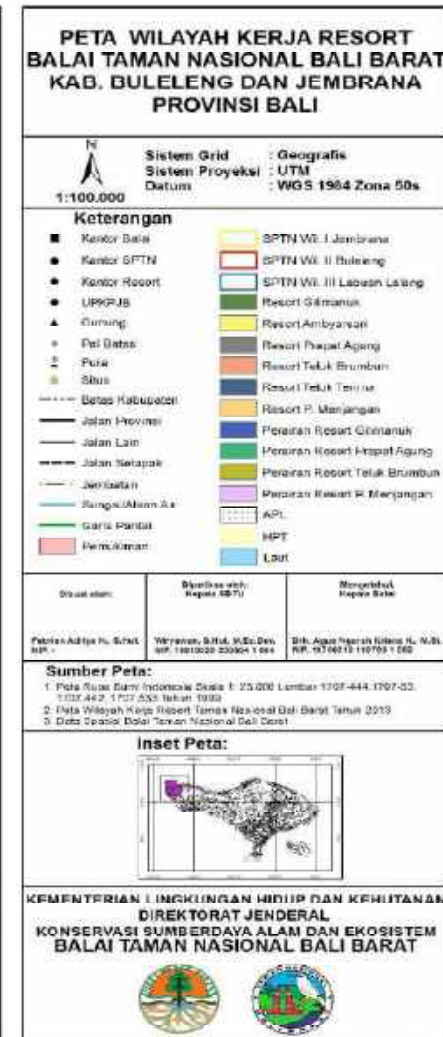 PETA WILAYAH KERJA RESORT
BALAI TAMAN NASIONAL BALI BARAT
KAB. BULELENG DAN JEMBRANA
PROVINSI BALI
N
1:100.000
Sistem Grid : Geografis
Sistem Proyeksi : UTM
Datum : WGS 1984 Zona 50s
Keterangan
Kantor Balai
Kantor SPTN
Kantor Resort
UPKPJB
Gunung
Pal Batas
Pura
Situs
Batas Kabupaten
Jalan Provinsi
Jalan Lain
Jalan Setapak
Jembatan
Sungai/Aliran Air
Garis Pantai
Pemukiman
SPTN Wil. I Jembrana
SPTN Wil. II Buleleng
SPTN Wil. III Labuan Lalang
Resort Gilimanuk
Resort Ambyarsari
Resort Prapat Agung
Resort Teluk Brumbun
Resort Teluk Terima
Resort P. Menjangan
Perairan Resort Gilimanuk
Perairan Resort Prapat Agung
Perairan Resort Teluk Brumbun
Perairan Resort P. Menjangan
APL
HPT
Laut
Dibuat oleh:
Diperiksa oleh:
Kepala SBTU
Mengetahui,
Kepala Balai
NIP. -
Sumber Peta:
1. Peta Rupa Bumi Indonesia Skala 1: 25.000 Lembar 1707-444, 1707-
2. Peta Wilayah Kerja Resort Taman Nasional Bali Barat Tahun 2013
3. Data Spasial Balai Taman Nasional Bali Barat
Inset Peta:
KEMENTERIAN LINGKUNGAN HIDUP DAN KEHUTANAN
DIREKTORAT JENDERAL
KONSERVASI SUMBERDAYA ALAM DAN EKOSISTEM
BALAI TAMAN NASIONAL BALI BARAT